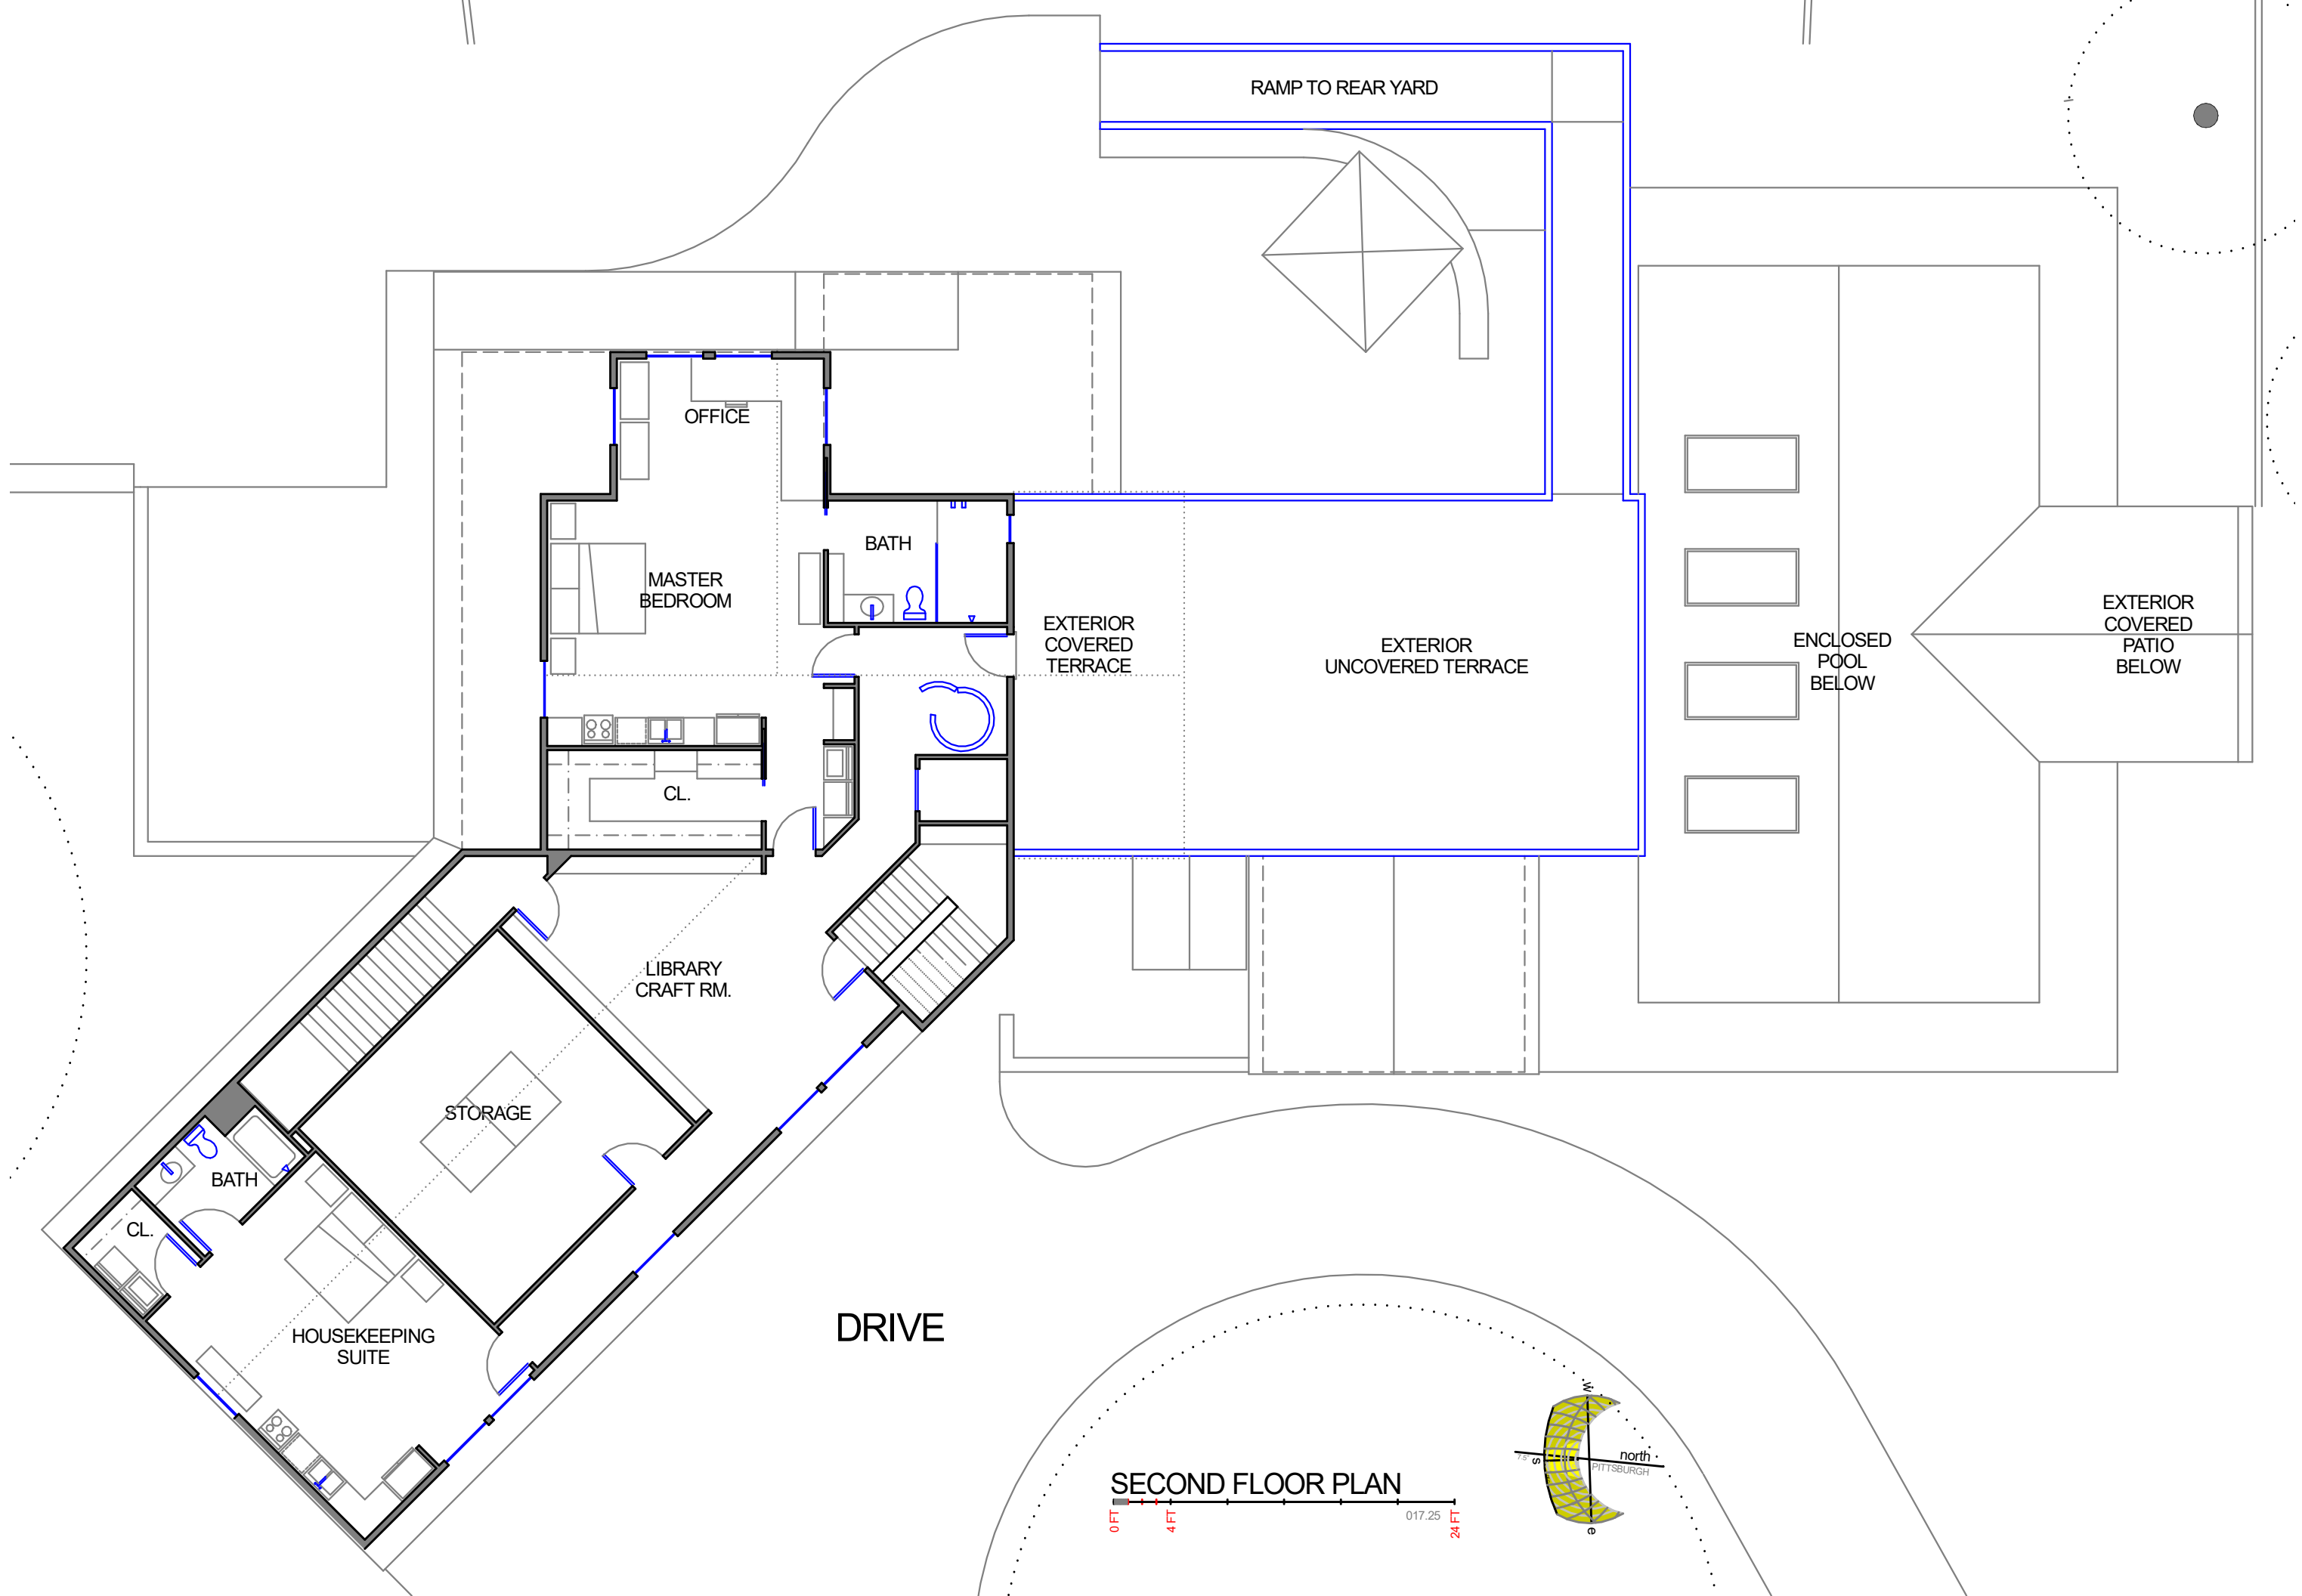 RAMP TO REAR YARD
OFFICE
BATH
MASTER
BEDROOM
EXTERIOR
COVERED
TERRACE
EXTERIOR
UNCOVERED TERRACE
ENCLOSED
POOL
BELOW
EXTERIOR
COVERED
PATIO
BELOW
CL.
LIBRARY
CRAFT RM.
STORAGE
BATH
CL.
HOUSEKEEPING
SUITE
DRIVE
SECOND FLOOR PLAN
0 FT
4 FT
017.25
24 FT
w
north
PITTSBURGH
7.5°
s
e